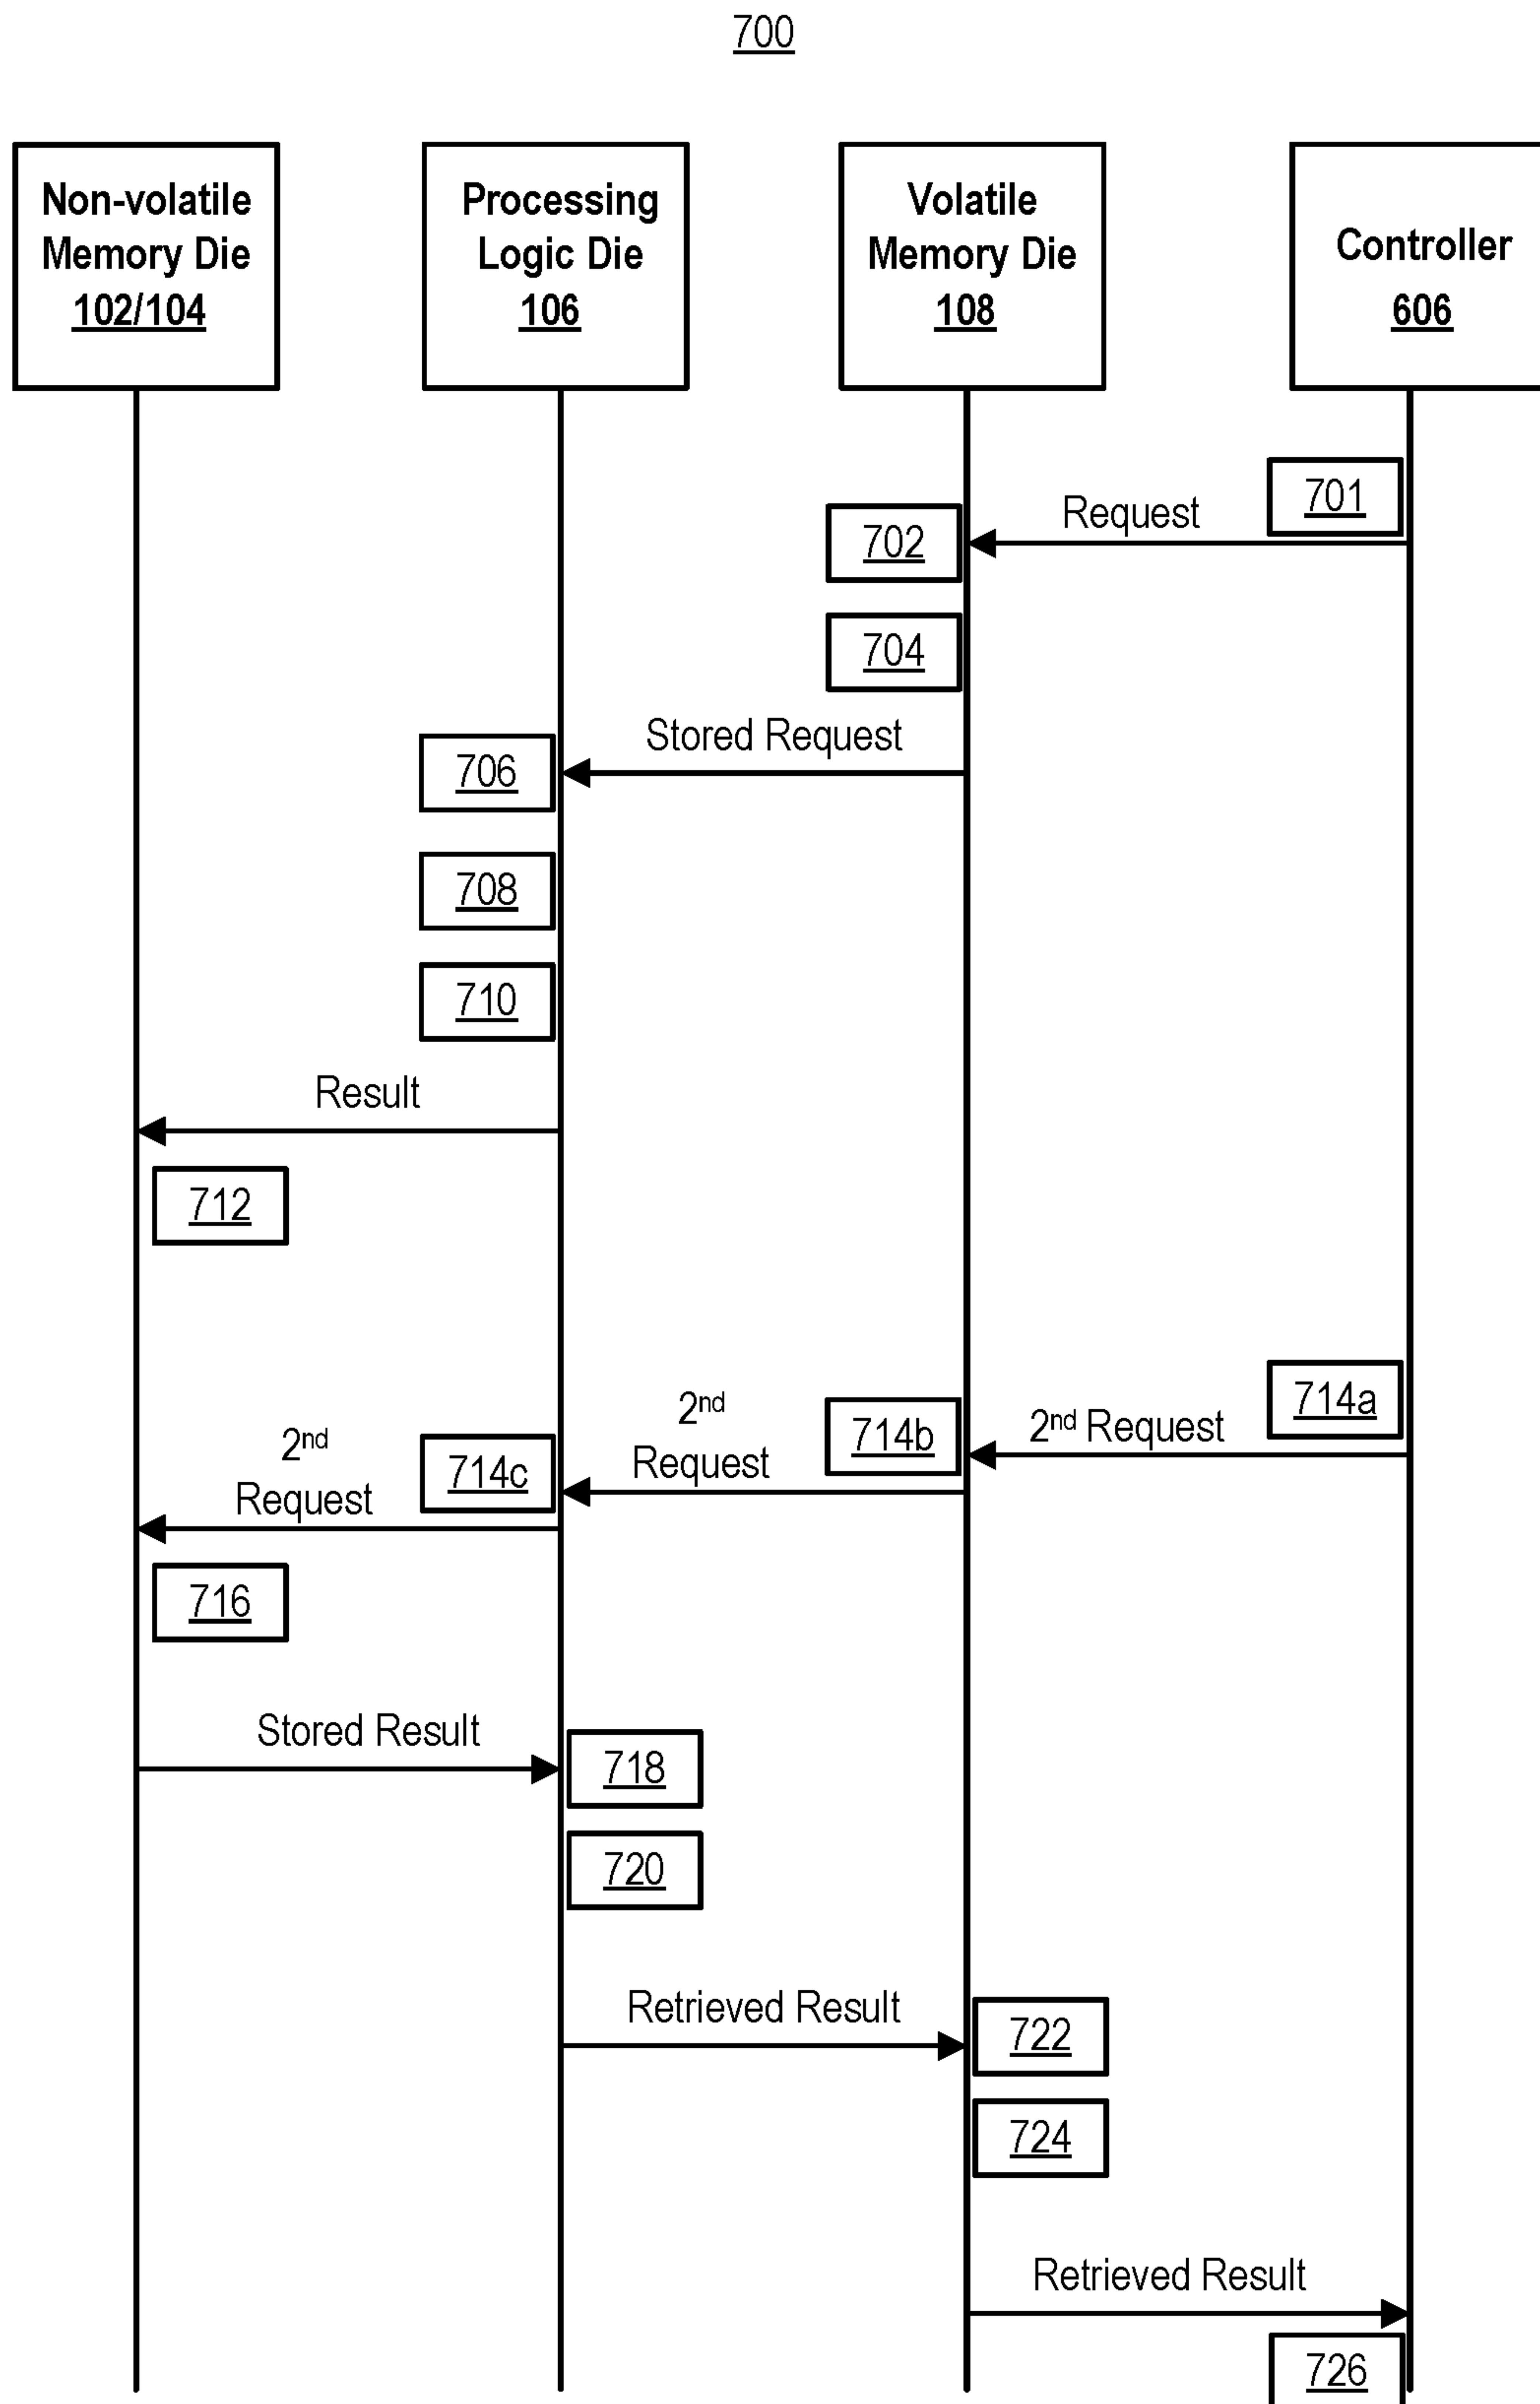 700
Non-volatile
Memory Die
102/104
Processing
Logic Die
106
Volatile
Memory Die
108
Controller
606
701
Request
702
704
Stored Request
706
708
710
Result
712
714a
2nd Request
714b
2nd
Request
714c
2nd
Request
716
Stored Result
718
720
Retrieved Result
722
724
Retrieved Result
726